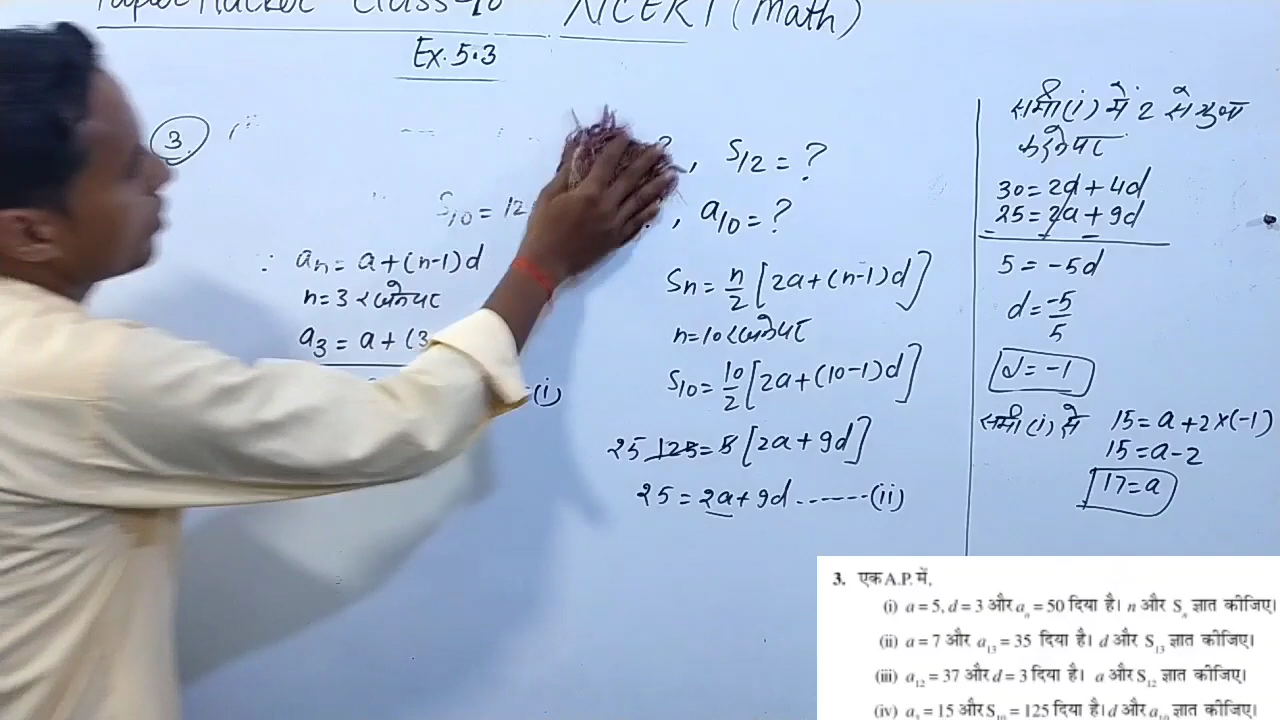 Class-10 NCERT (Math)
Ex. 5.3
3
, S12 = ?
S10 = 12
, a10 = ?
∴ an = a + (n-1)d
n = 3 रखने पर
a3 = a + (3
(i)
Sn = n/2 [2a + (n-1)d]
n = 10 रखने पर
S10 = 10/2 [2a + (10-1)d]
25 125 = 5 [2a + 9d]
25 = 2a + 9d ------- (ii)
समी (i) में 2 से गुणा
करने पर
30 = 2a + 4d
25 = 2a + 9d
5 = -5d
d = -5/5
d = -1
समी (i) से 15 = a + 2×(-1)
15 = a - 2
17 = a
3. एक A.P. में,
(i) a = 5, d = 3 और an = 50 दिया है। n और Sn ज्ञात कीजिए।
(ii) a = 7 और a13 = 35 दिया है। d और S13 ज्ञात कीजिए।
(iii) a12 = 37 और d = 3 दिया है। a और S12 ज्ञात कीजिए।
(iv) a3 = 15 और S10 = 125 दिया है। d और a10 ज्ञात कीजिए।